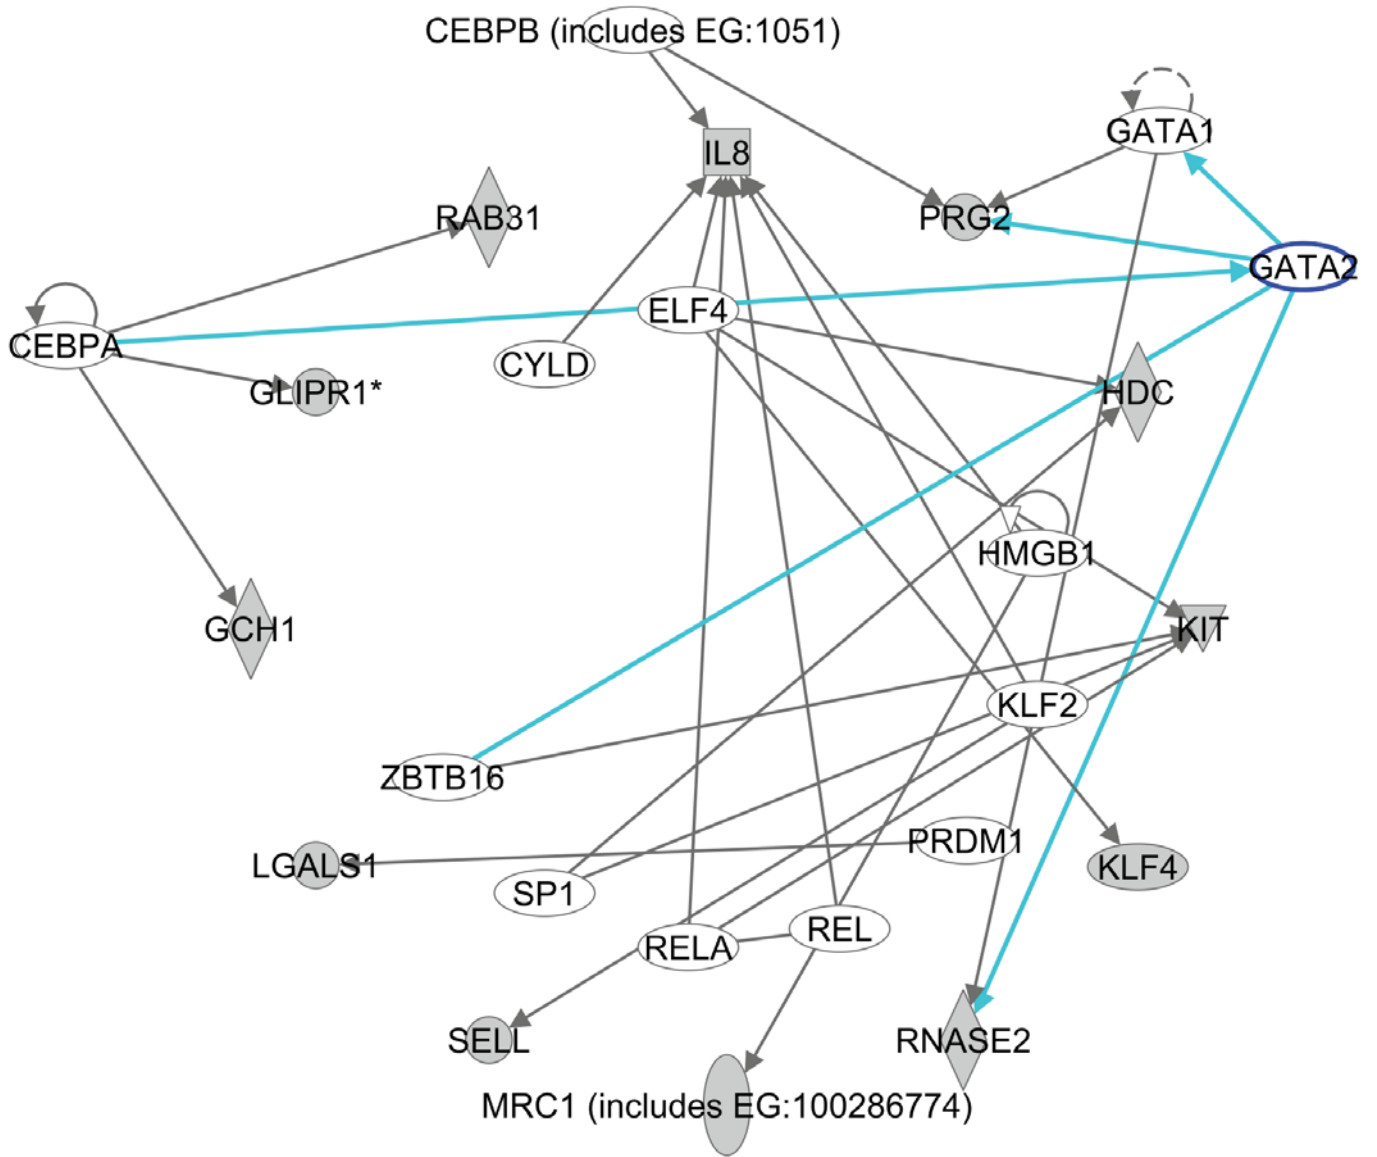 CEBPB (includes EG:1051)
GATA1
IL8
RAB31
PRG2
GATA2
ELF4
CEBPA
CYLD
GLIPR1*
HDC
HMGB1
GCH1
KIT
KLF2
ZBTB16
PRDM1
LGALS1
KLF4
SP1
REL
RELA
SELL
RNASE2
MRC1 (includes EG:100286774)